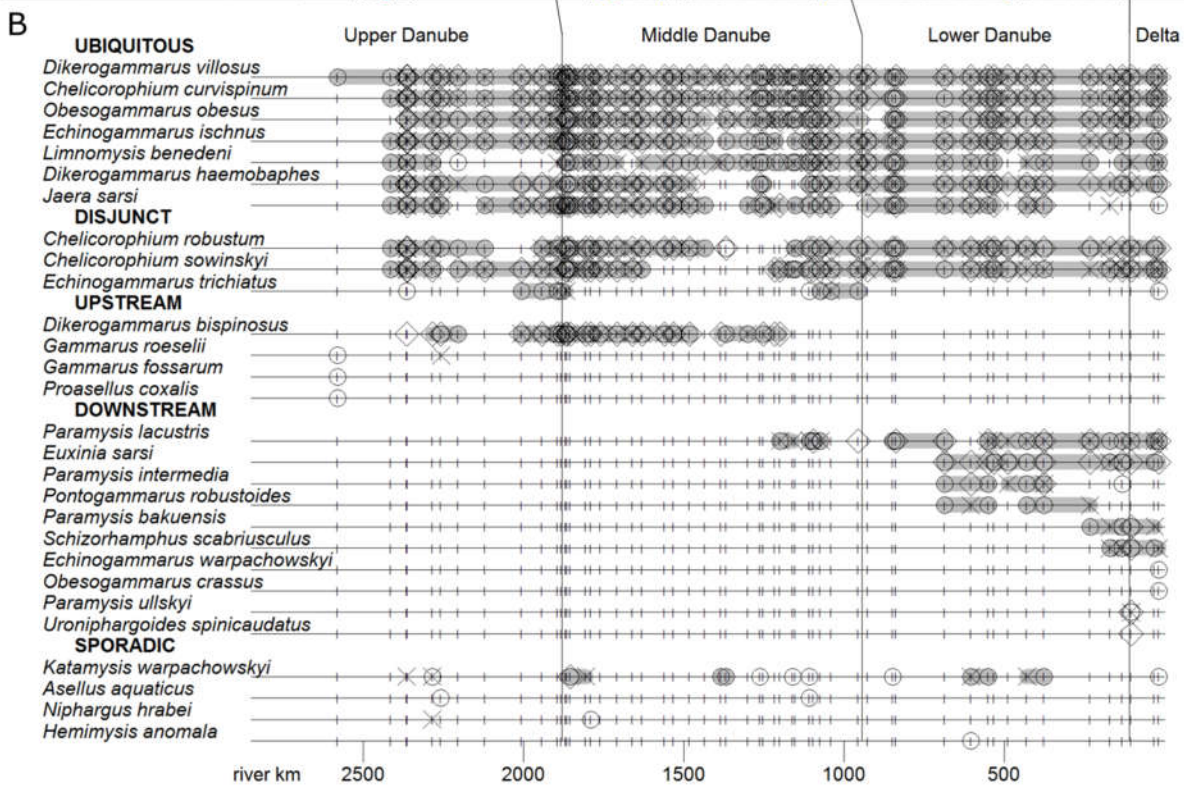 B
Upper Danube Middle Danube Lower Danube Delta
UBIQUITOUS
Dikerogammarus villosus
Chelicorophium curvispinum
Obesogammarus obesus
Echinogammarus ischnus
Limnomysis benedeni
Dikerogammarus haemobaphes
Jaera sarsi
DISJUNCT
Chelicorophium robustum
Chelicorophium sowinskyi
Echinogammarus trichiatus
UPSTREAM
Dikerogammarus bispinosus
Gammarus roeselii
Gammarus fossarum
Proasellus coxalis
DOWNSTREAM
Paramysis lacustris
Euxinia sarsi
Paramysis intermedia
Pontogammarus robustoides
Paramysis bakuensis
Schizorhamphus scabriusculus
Echinogammarus warpachowskyi
Obesogammarus crassus
Paramysis ullskyi
Uroniphargoides spinicaudatus
SPORADIC
Katamysis warpachowskyi
Asellus aquaticus
Niphargus hrabei
Hemimysis anomala
river km 2500 2000 1500 1000 500